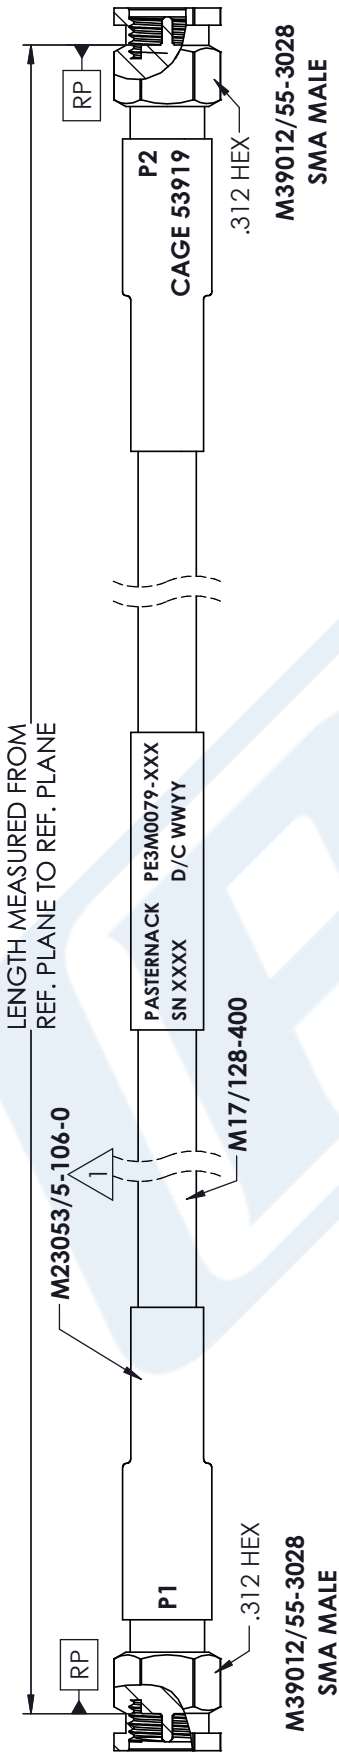 LENGTH MEASURED FROM
REF. PLANE TO REF. PLANE
RP
RP
M23053/5-106-0
1
P1
PASTERNACK PE3M0079-XXX
SN XXXX D/C WWYY
P2
CAGE 53919
M17/128-400
.312 HEX
.312 HEX
M39012/55-3028
SMA MALE
M39012/55-3028
SMA MALE